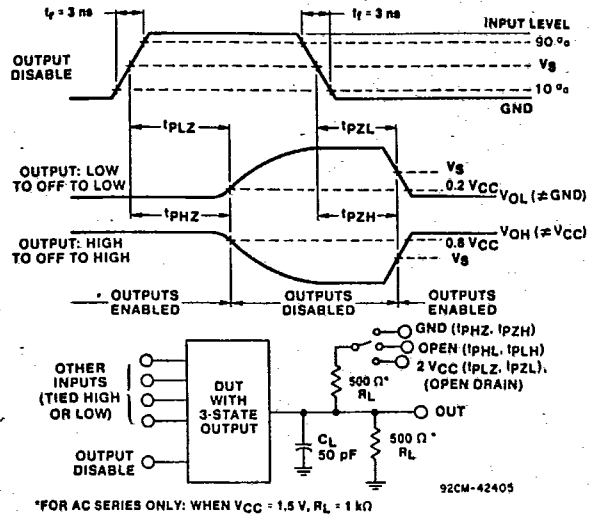 tf = 3 ns
tf = 3 ns
INPUT LEVEL
90 %
OUTPUT DISABLE
VS
10 %
GND
tPLZ
tPZL
OUTPUT: LOW
TO OFF TO LOW
VS
0.2 VCC
VOL (≠GND)
tPHZ
tPZH
OUTPUT: HIGH
TO OFF TO HIGH
VOH (≠VCC)
0.8 VCC
VS
OUTPUTS
ENABLED
OUTPUTS
DISABLED
OUTPUTS
ENABLED
GND (tPHZ, tPZH)
OPEN (tPHL, tPLH)
2 VCC (tPLZ, tPZL),
(OPEN DRAIN)
OTHER
INPUTS
(TIED HIGH
OR LOW)
DUT
WITH
3-STATE
OUTPUT
500 Ω*
RL
OUT
OUTPUT
DISABLE
CL
50 pF
500 Ω*
RL
92CM-42405
*FOR AC SERIES ONLY: WHEN VCC = 1.5 V, RL = 1 kΩ